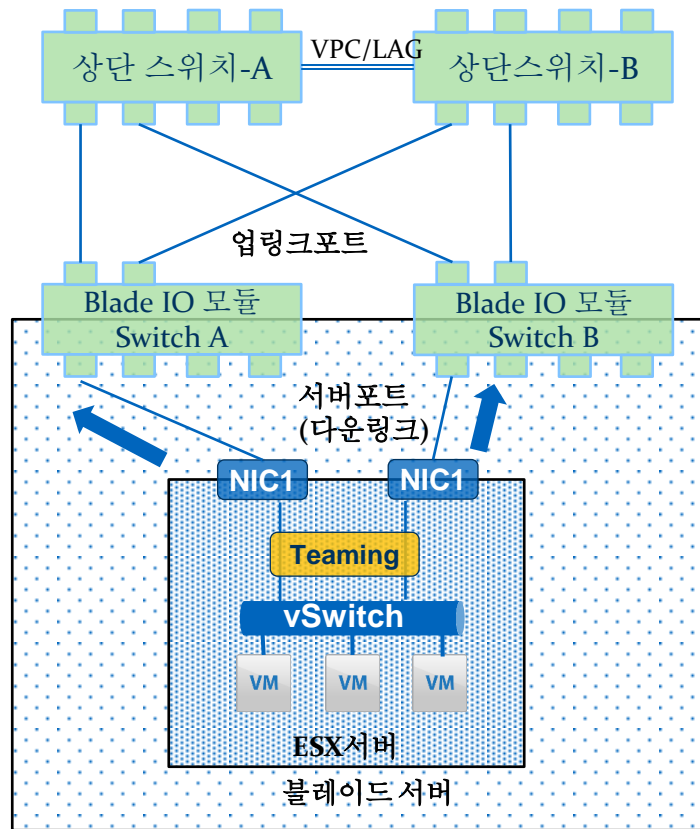 상단 스위치-A
VPC/LAG
상단스위치-B
업링크포트
Blade IO 모듈
Switch A
Blade IO 모듈
Switch B
서버포트
(다운링크)
NIC1
NIC1
Teaming
vSwitch
VM
VM
VM
ESX서버
블레이드 서버